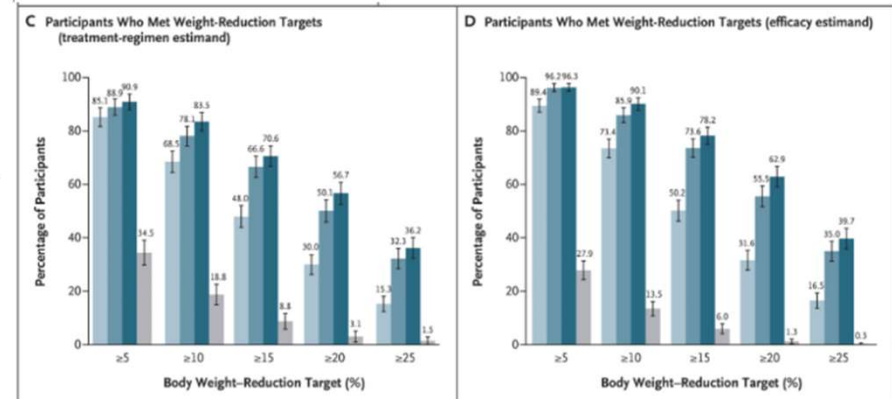 C Participants Who Met Weight-Reduction Targets
(treatment-regimen estimand)
Percentage of Participants
100
80
60
40
20
0
85.1 88.9 90.9 34.5
68.5 78.1 83.5 18.8
48.0 66.6 70.6 8.8
30.0 50.1 56.7 3.1
15.3 32.3 36.2 1.5
≥5 ≥10 ≥15 ≥20 ≥25
Body Weight–Reduction Target (%)
D Participants Who Met Weight-Reduction Targets (efficacy estimand)
Percentage of Participants
100
80
60
40
20
0
89.4 96.2 96.3 27.9
73.4 85.9 90.1 13.5
50.2 73.6 78.2 6.0
31.6 55.5 62.9 1.3
16.5 35.0 39.7 0.3
≥5 ≥10 ≥15 ≥20 ≥25
Body Weight–Reduction Target (%)